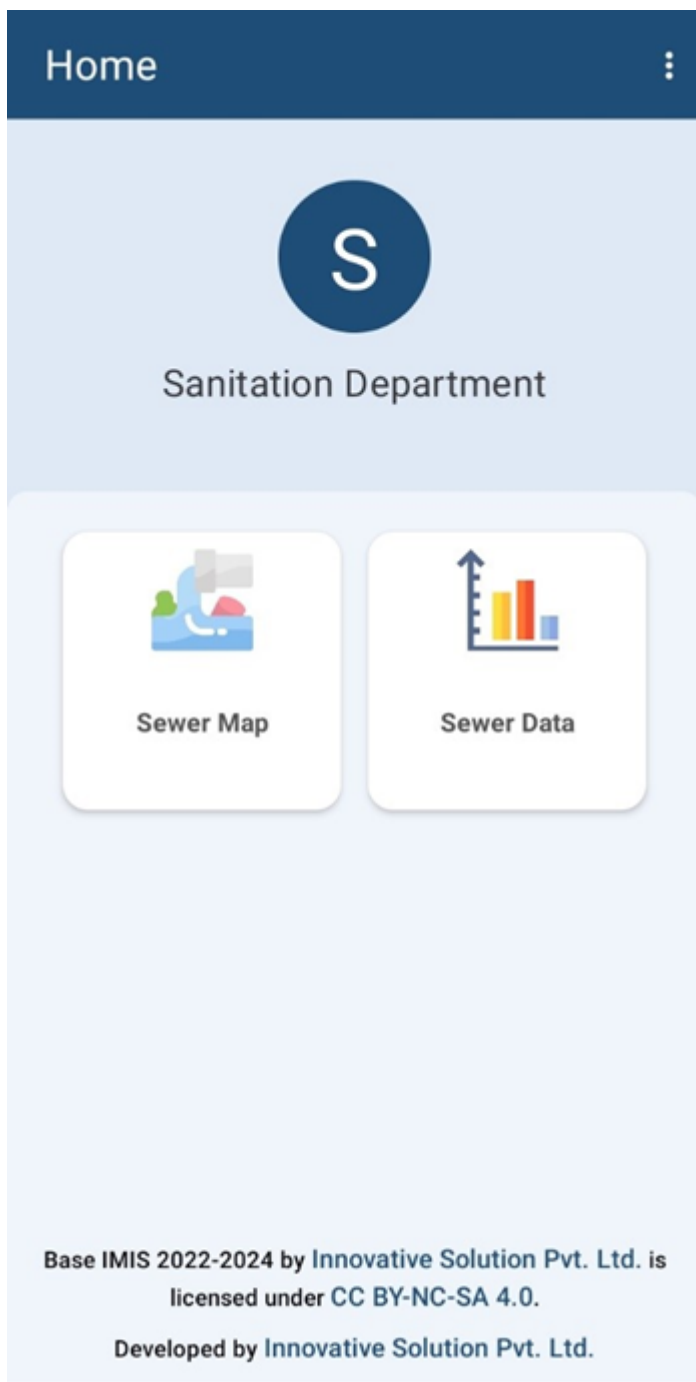 Home
S
Sanitation Department
Sewer Map
Sewer Data
Base IMIS 2022-2024 by Innovative Solution Pvt. Ltd. is
licensed under CC BY-NC-SA 4.0.
Developed by Innovative Solution Pvt. Ltd.